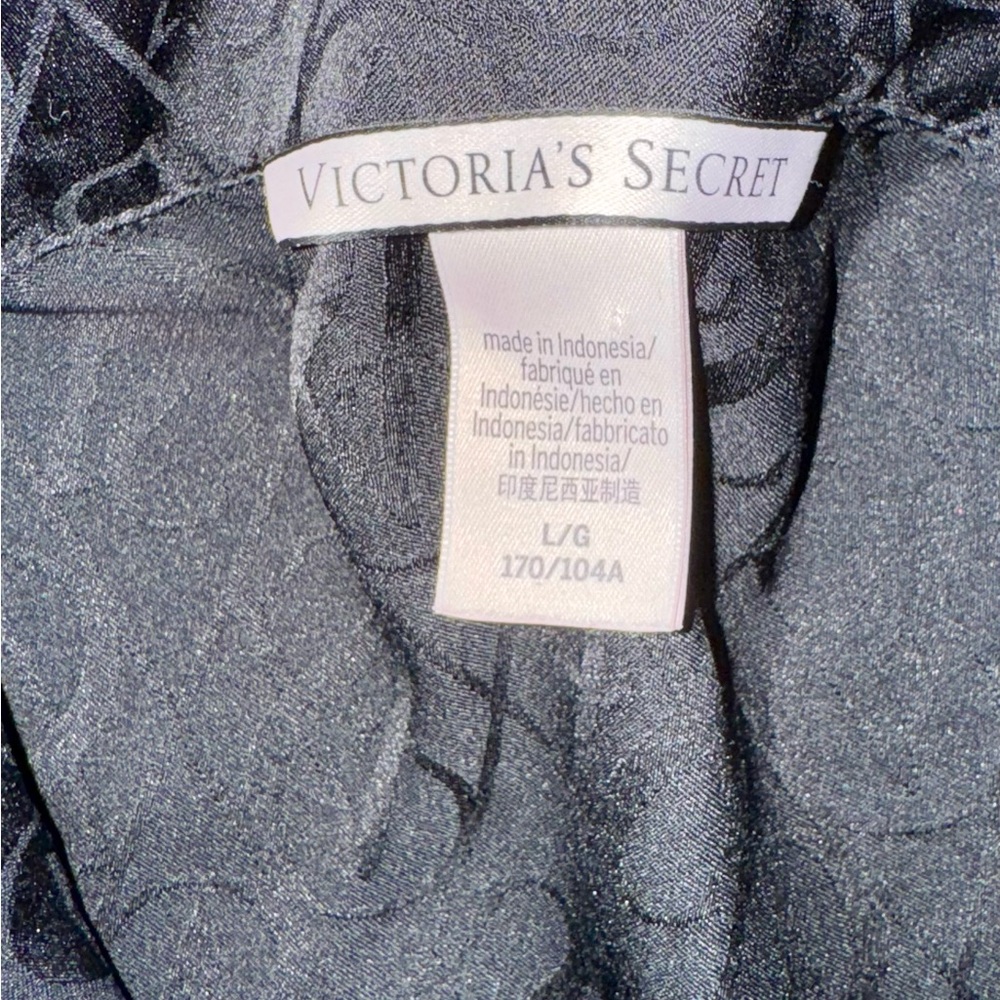 VICTORIA'S SECRET
made in Indonesia/
fabriqué en
Indonésie/hecho en
Indonesia/fabbricato
in Indonesia/
印度尼西亚制造
L/G
170/104A